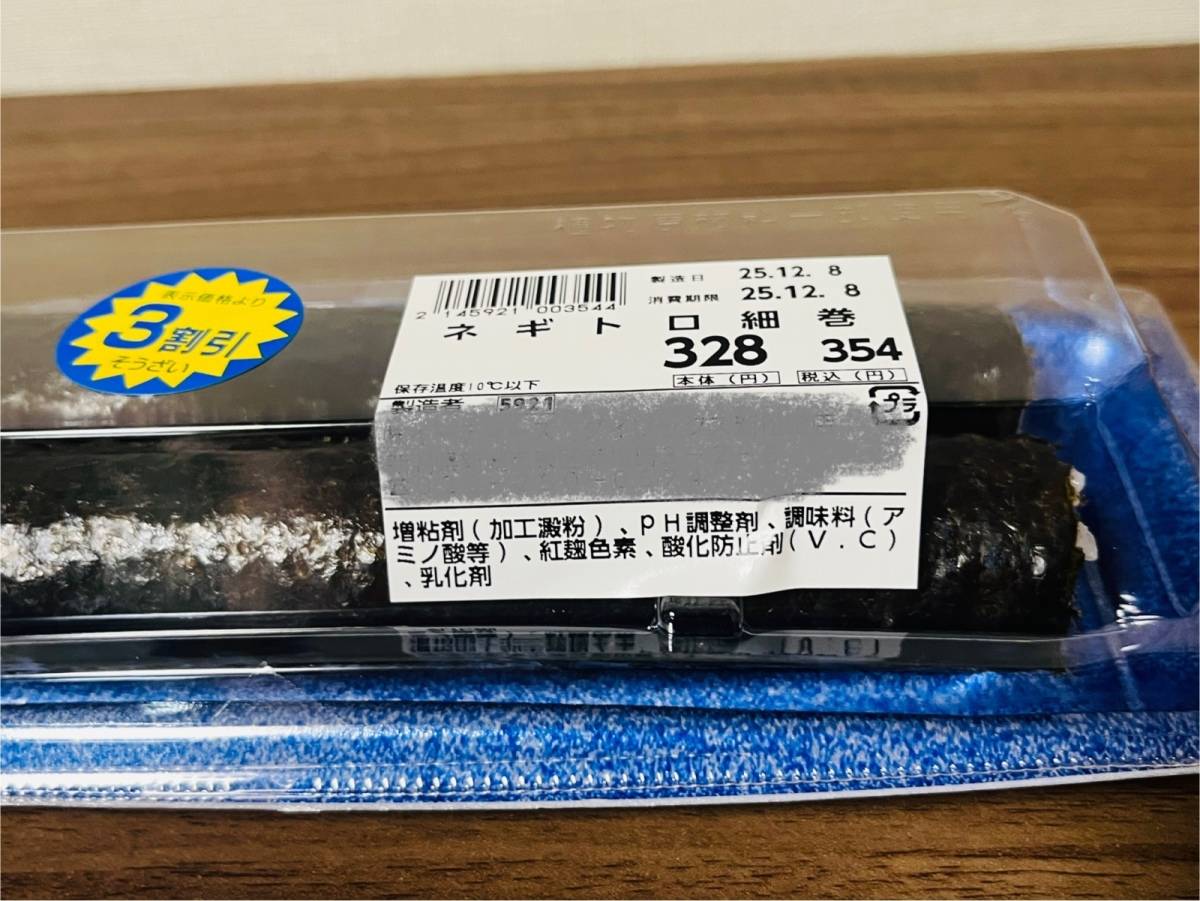 表示価格より
3割引
そうざい
2 145921 003544
製造日 25.12. 8
消費期限 25.12. 8
ネギトロ細巻
328 354
本体(円) 税込(円)
保存温度10℃以下
製造者 5921
プラ
増粘剤(加工澱粉)、pH調整剤、調味料(ア
ミノ酸等)、紅麹色素、酸化防止剤(V.C)
、乳化剤